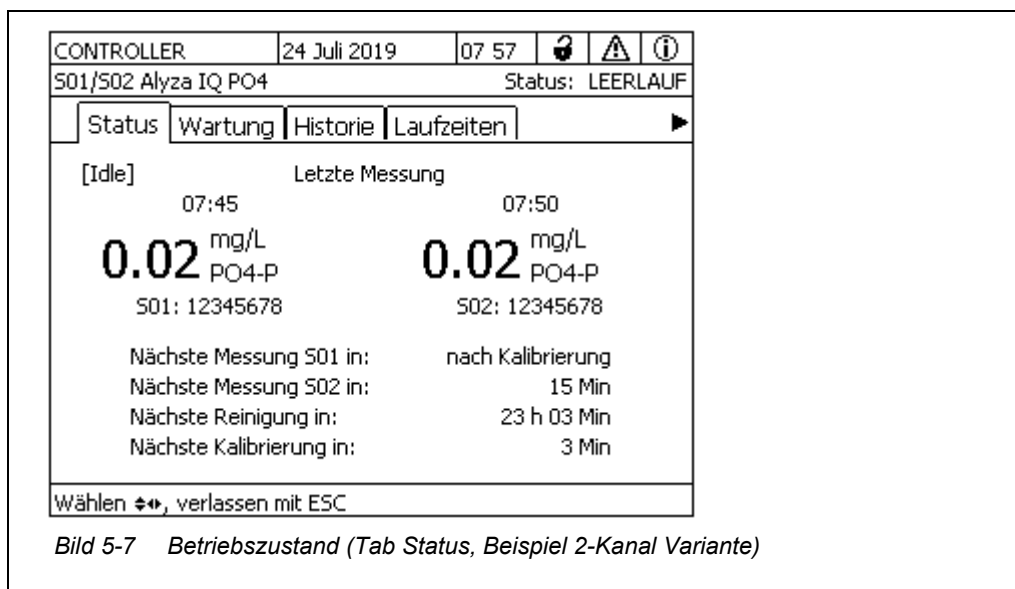 CONTROLLER 24 Juli 2019 07 57
S01/S02 Alyza IQ PO4 Status: LEERLAUF
Status Wartung Historie Laufzeiten
[Idle] Letzte Messung
07:45 07:50
0.02 mg/L PO4-P 0.02 mg/L PO4-P
S01: 12345678 S02: 12345678
Nächste Messung S01 in: nach Kalibrierung
Nächste Messung S02 in: 15 Min
Nächste Reinigung in: 23 h 03 Min
Nächste Kalibrierung in: 3 Min
Wählen , verlassen mit ESC
Bild 5-7 Betriebszustand (Tab Status, Beispiel 2-Kanal Variante)